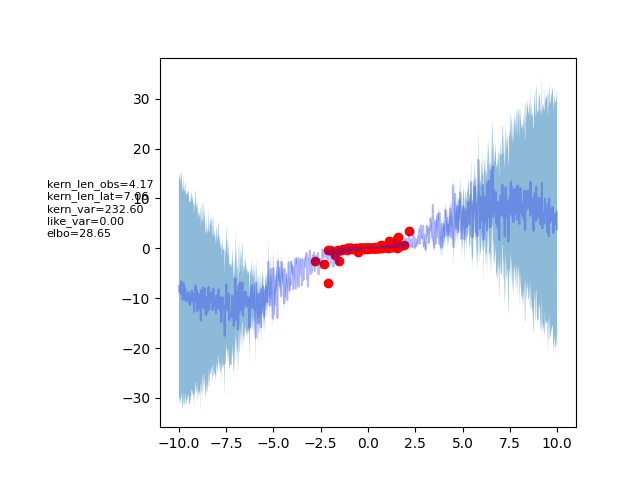 30
20
kern_len_obs=4.17
10
kern_len_lat=7.06
kern_var=232.60
like_var=0.00
elbo=28.65
0
−10
−20
−30
−10.0 −7.5 −5.0 −2.5 0.0 2.5 5.0 7.5 10.0